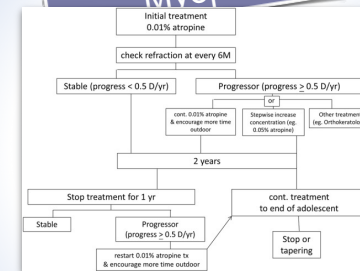 Initial treatment
0.01% atropine
check refraction at every 6M
Stable (progress < 0.5 D/yr)
Progressor (progress ≥ 0.5 D/yr)
or
cont. 0.01% atropine
& encourage more time
outdoor
Stepwise increase
concentration (eg.
0.05% atropine)
Other treatment
(eg. Orthokeratolo
2 years
Stop treatment for 1 yr
cont. treatment
to end of adolescent
Stable
Progressor
(progress ≥ 0.5 D/yr)
Stop or
tapering
restart 0.01% atropine tx
& encourage more time outdoor